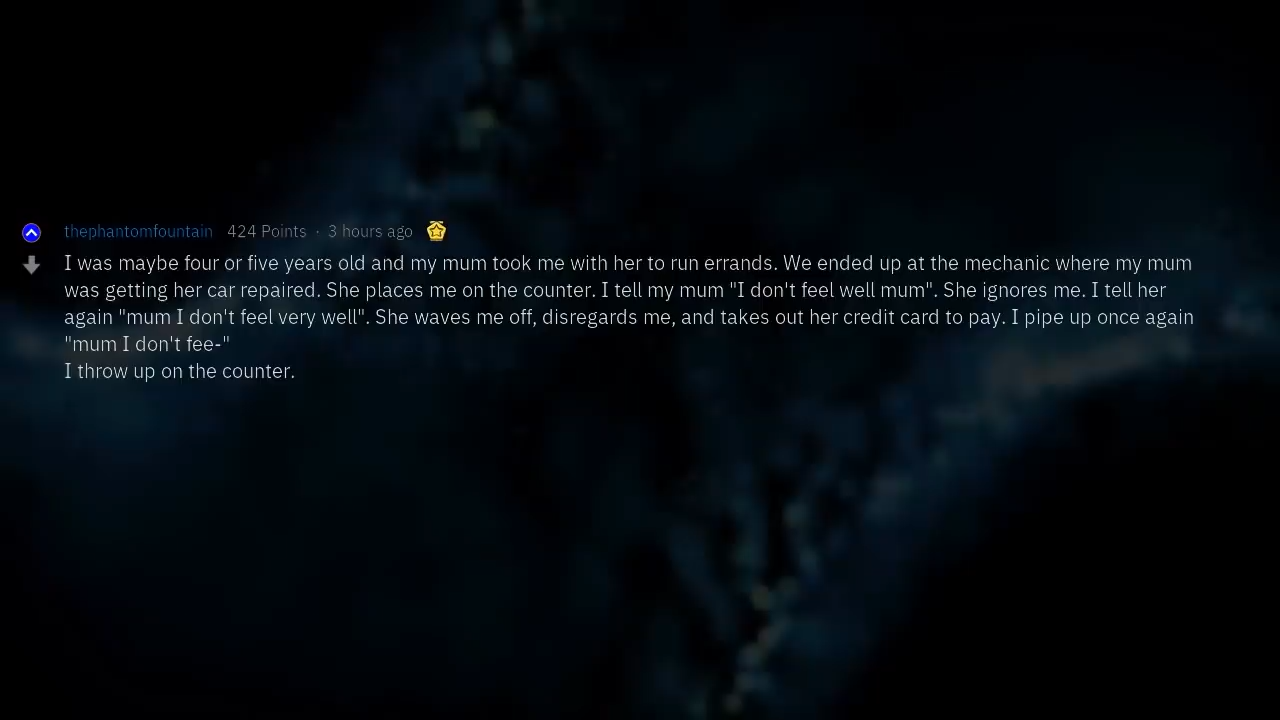 thephantomfountain 424 Points · 3 hours ago
I was maybe four or five years old and my mum took me with her to run errands. We ended up at the mechanic where my mum
was getting her car repaired. She places me on the counter. I tell my mum "I don't feel well mum". She ignores me. I tell her
again "mum I don't feel very well". She waves me off, disregards me, and takes out her credit card to pay. I pipe up once again
"mum I don't fee-"
I throw up on the counter.